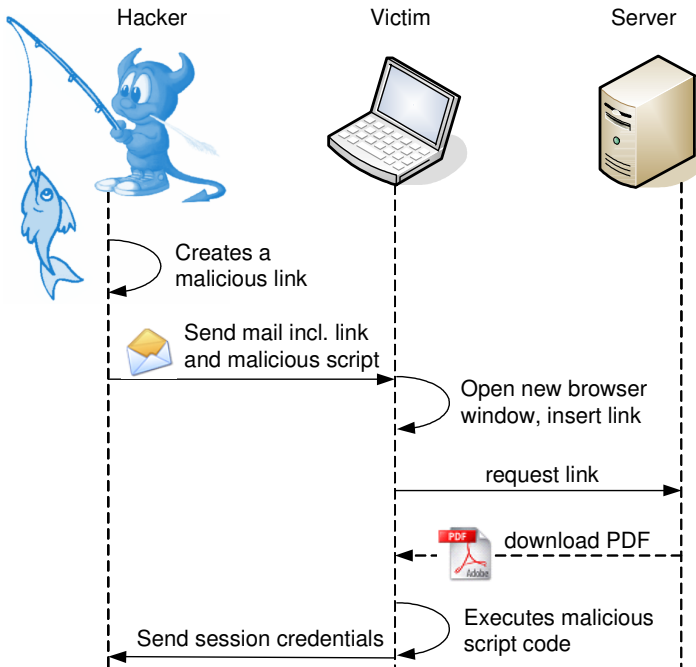 Hacker
Victim
Server
Creates a
malicious link
Send mail incl. link
and malicious script
Open new browser
window, insert link
request link
PDF
Adobe
download PDF
Executes malicious
script code
Send session credentials